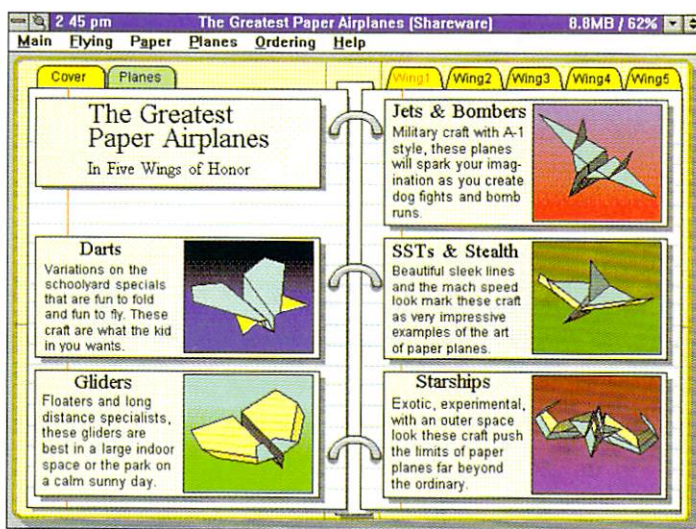 2 45 pm The Greatest Paper Airplanes (Shareware) 8.8MB / 62%
Main Flying Paper Planes Ordering Help
Cover Planes Wing1 Wing2 Wing3 Wing4 Wing5
The Greatest
Paper Airplanes
In Five Wings of Honor
Darts
Variations on the
schoolyard specials
that are fun to fold
and fun to fly. These
craft are what the kid
in you wants.
Gliders
Floaters and long
distance specialists,
these gliders are
best in a large indoor
space or the park on
a calm sunny day.
Jets & Bombers
Military craft with A-1
style, these planes
will spark your imag-
ination as you create
dog fights and bomb
runs.
SSTs & Stealth
Beautiful sleek lines
and the mach speed
look mark these craft
as very impressive
examples of the art
of paper planes.
Starships
Exotic, experimental,
with an outer space
look these craft push
the limits of paper
planes far beyond
the ordinary.